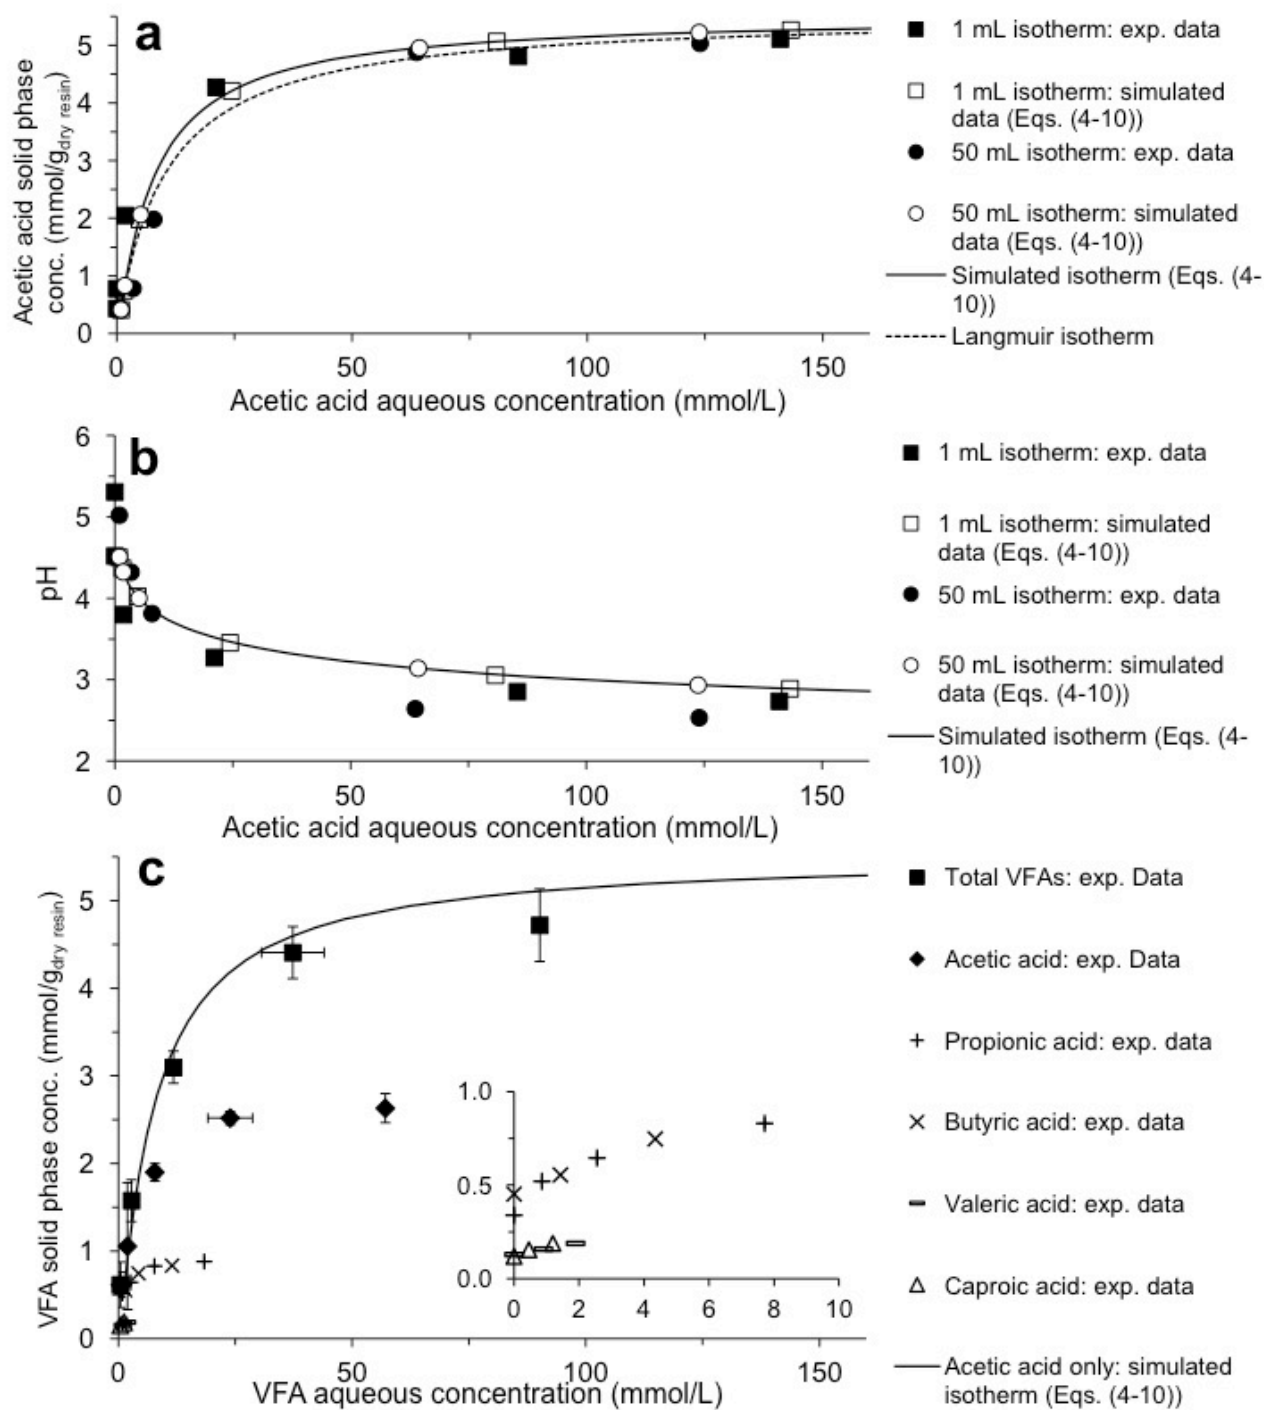 a
Acetic acid solid phase
conc. (mmol/g dry resin)
5
4
3
2
1
0
0 50 100 150
Acetic acid aqueous concentration (mmol/L)
1 mL isotherm: exp. data
1 mL isotherm: simulated
data (Eqs. (4-10))
50 mL isotherm: exp. data
50 mL isotherm: simulated
data (Eqs. (4-10))
Simulated isotherm (Eqs. (4-
10))
Langmuir isotherm
b
pH
6
5
4
3
2
0 50 100 150
Acetic acid aqueous concentration (mmol/L)
1 mL isotherm: exp. data
1 mL isotherm: simulated
data (Eqs. (4-10))
50 mL isotherm: exp. data
50 mL isotherm: simulated
data (Eqs. (4-10))
Simulated isotherm (Eqs. (4-
10))
c
VFA solid phase conc. (mmol/g dry resin)
5
4
3
2
1
0
0 50 100 150
VFA aqueous concentration (mmol/L)
1.0
0.5
0.0
0 2 4 6 8 10
Total VFAs: exp. Data
Acetic acid: exp. Data
Propionic acid: exp. data
Butyric acid: exp. data
Valeric acid: exp. data
Caproic acid: exp. data
Acetic acid only: simulated
isotherm (Eqs. (4-10))